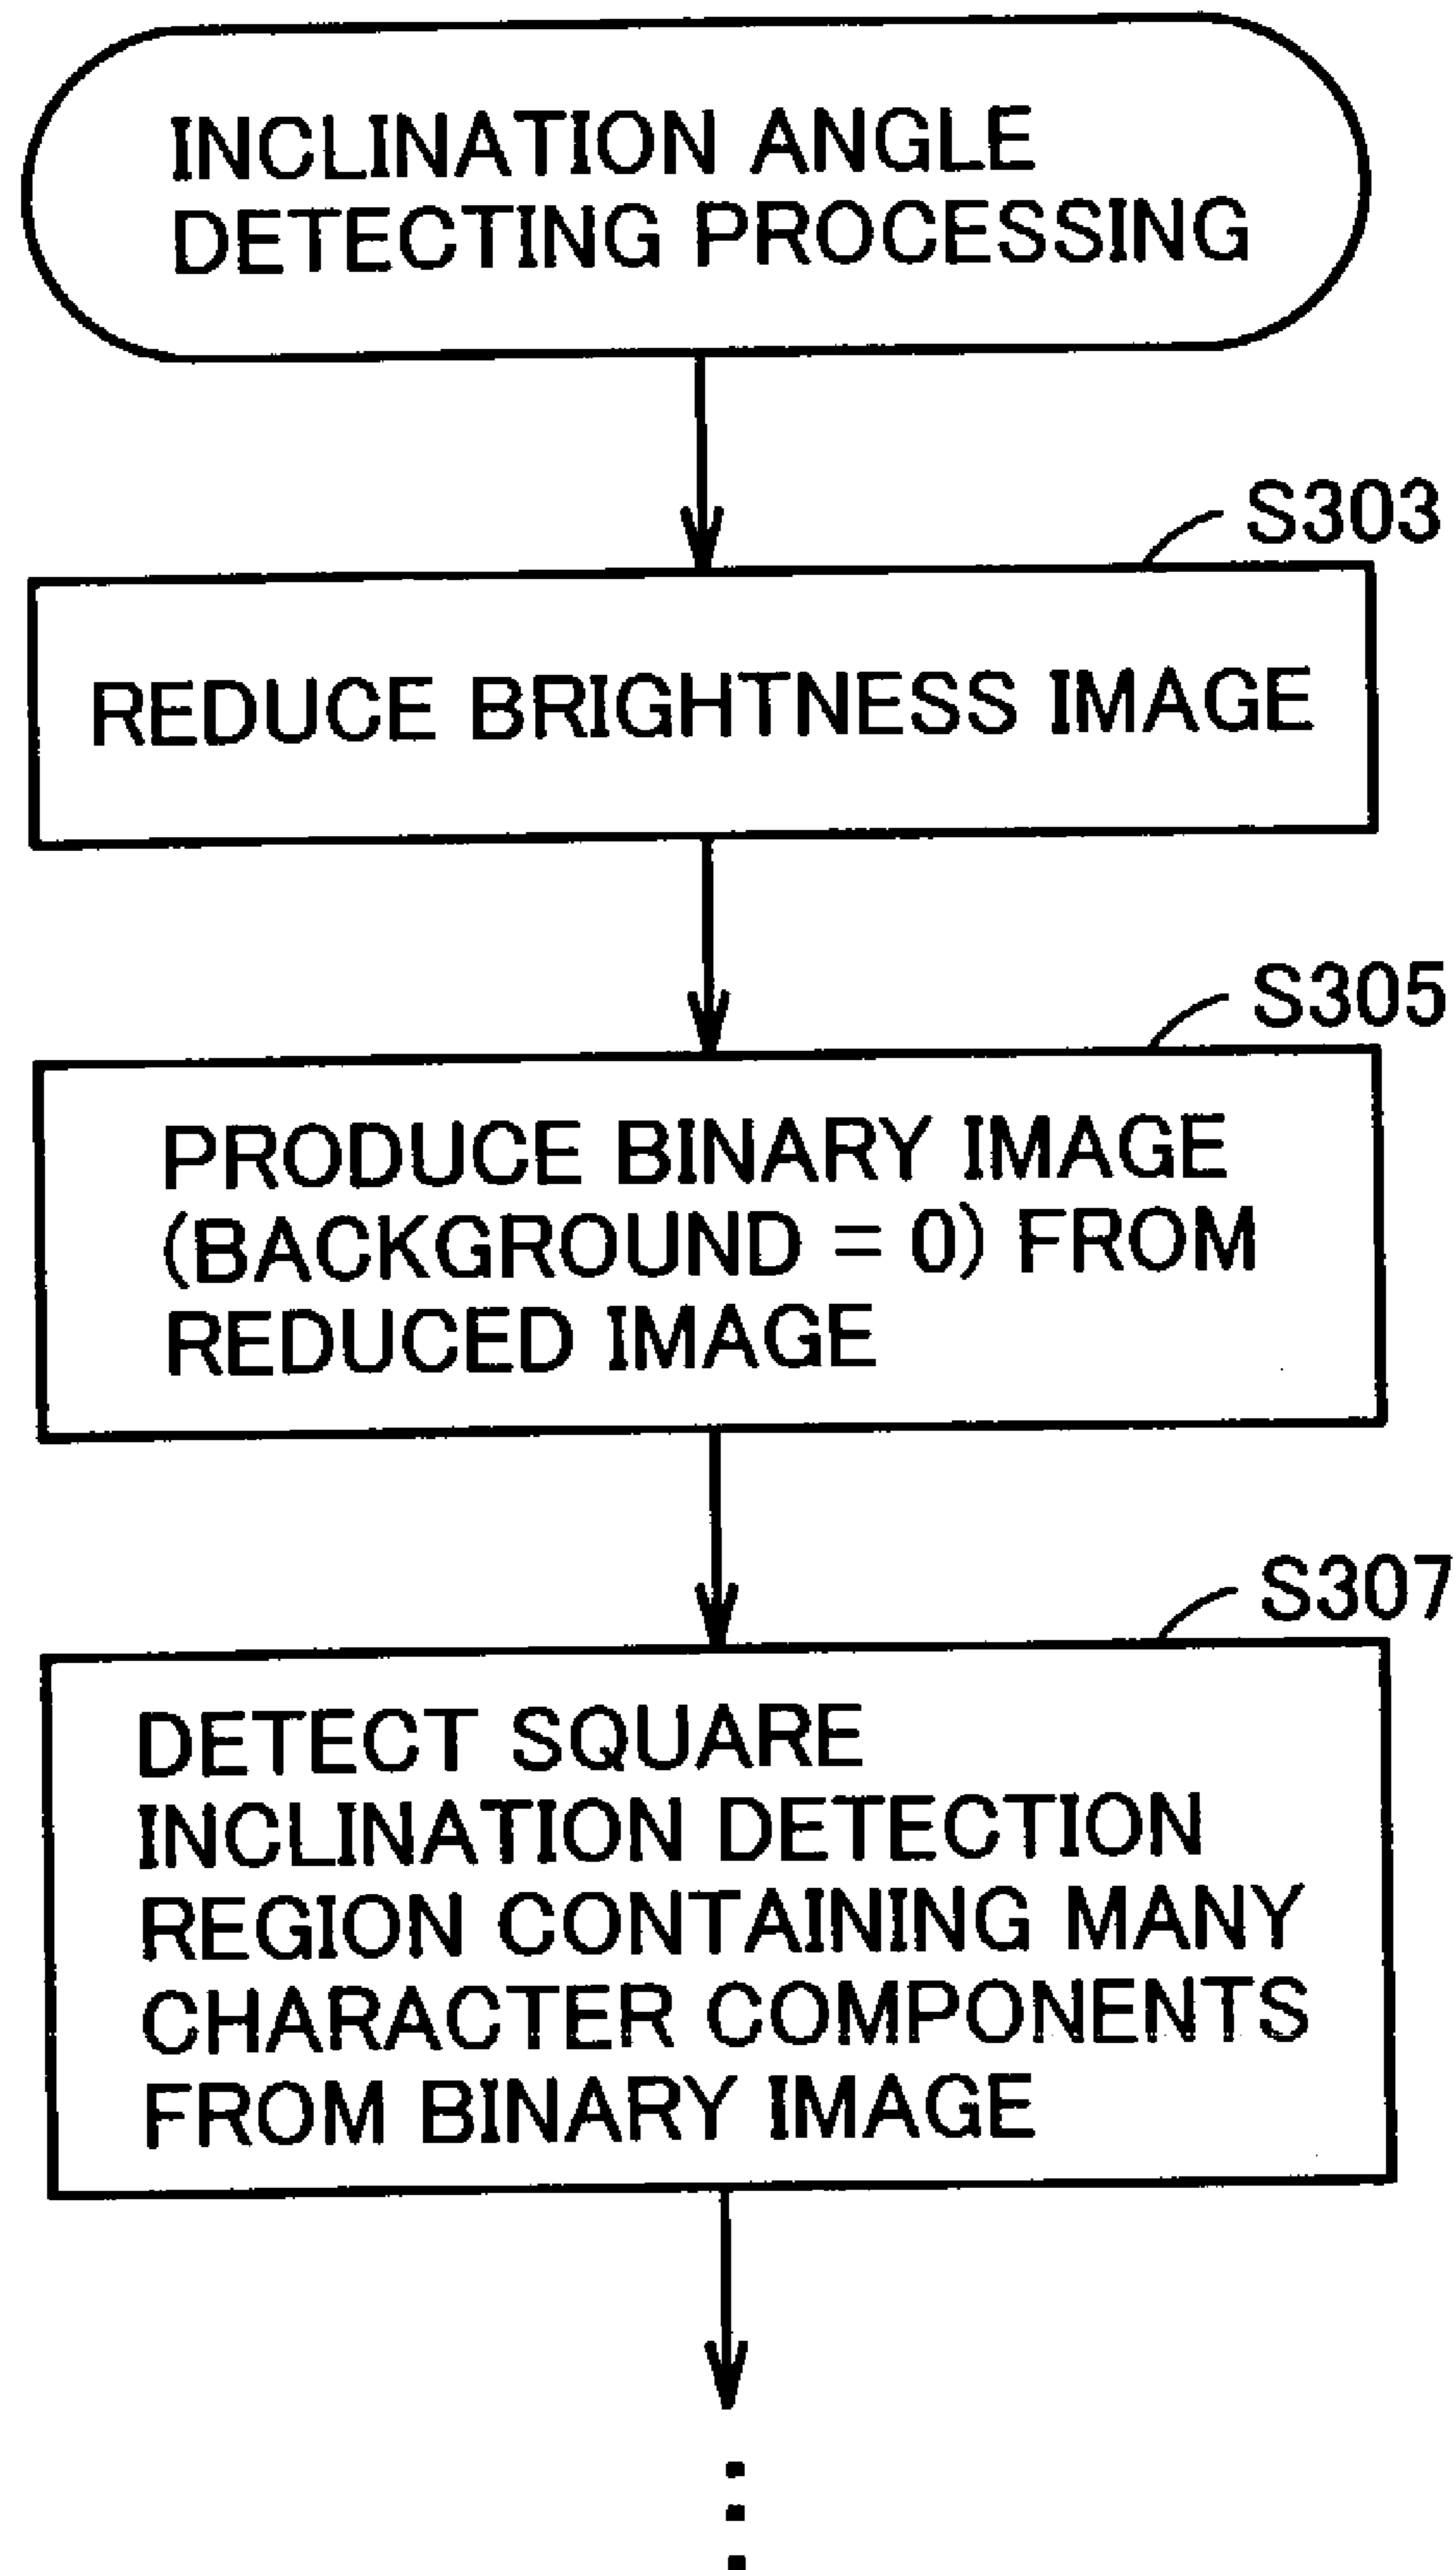 INCLINATION ANGLE
DETECTING PROCESSING
S303
REDUCE BRIGHTNESS IMAGE
S305
PRODUCE BINARY IMAGE
(BACKGROUND = 0) FROM
REDUCED IMAGE
S307
DETECT SQUARE
INCLINATION DETECTION
REGION CONTAINING MANY
CHARACTER COMPONENTS
FROM BINARY IMAGE